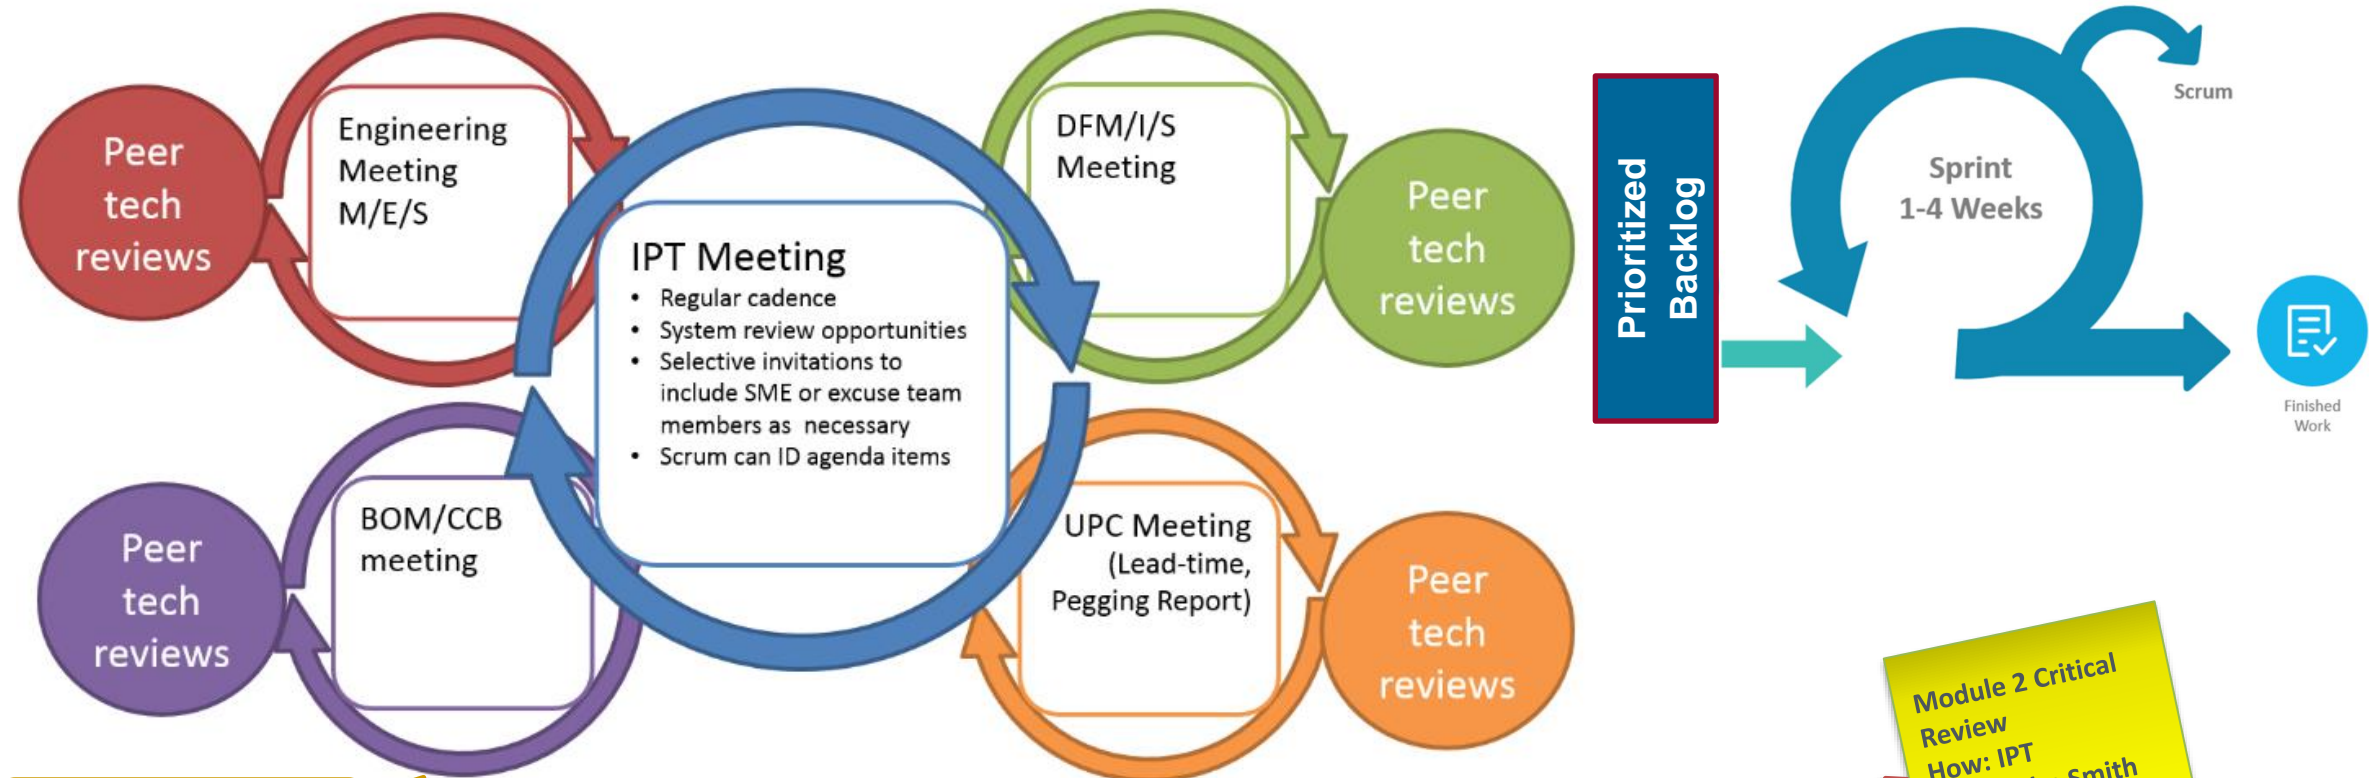 Peer
tech
reviews
Engineering
Meeting
M/E/S
IPT Meeting
• Regular cadence
• System review opportunities
• Selective invitations to
include SME or excuse team
members as necessary
• Scrum can ID agenda items
DFM/I/S
Meeting
Peer
tech
reviews
Peer
tech
reviews
BOM/CCB
meeting
UPC Meeting
(Lead-time,
Pegging Report)
Peer
tech
reviews
Prioritized
Backlog
Sprint
1-4 Weeks
Scrum
Finished
Work
Module 2 Critical
Review
How: IPT
Smith